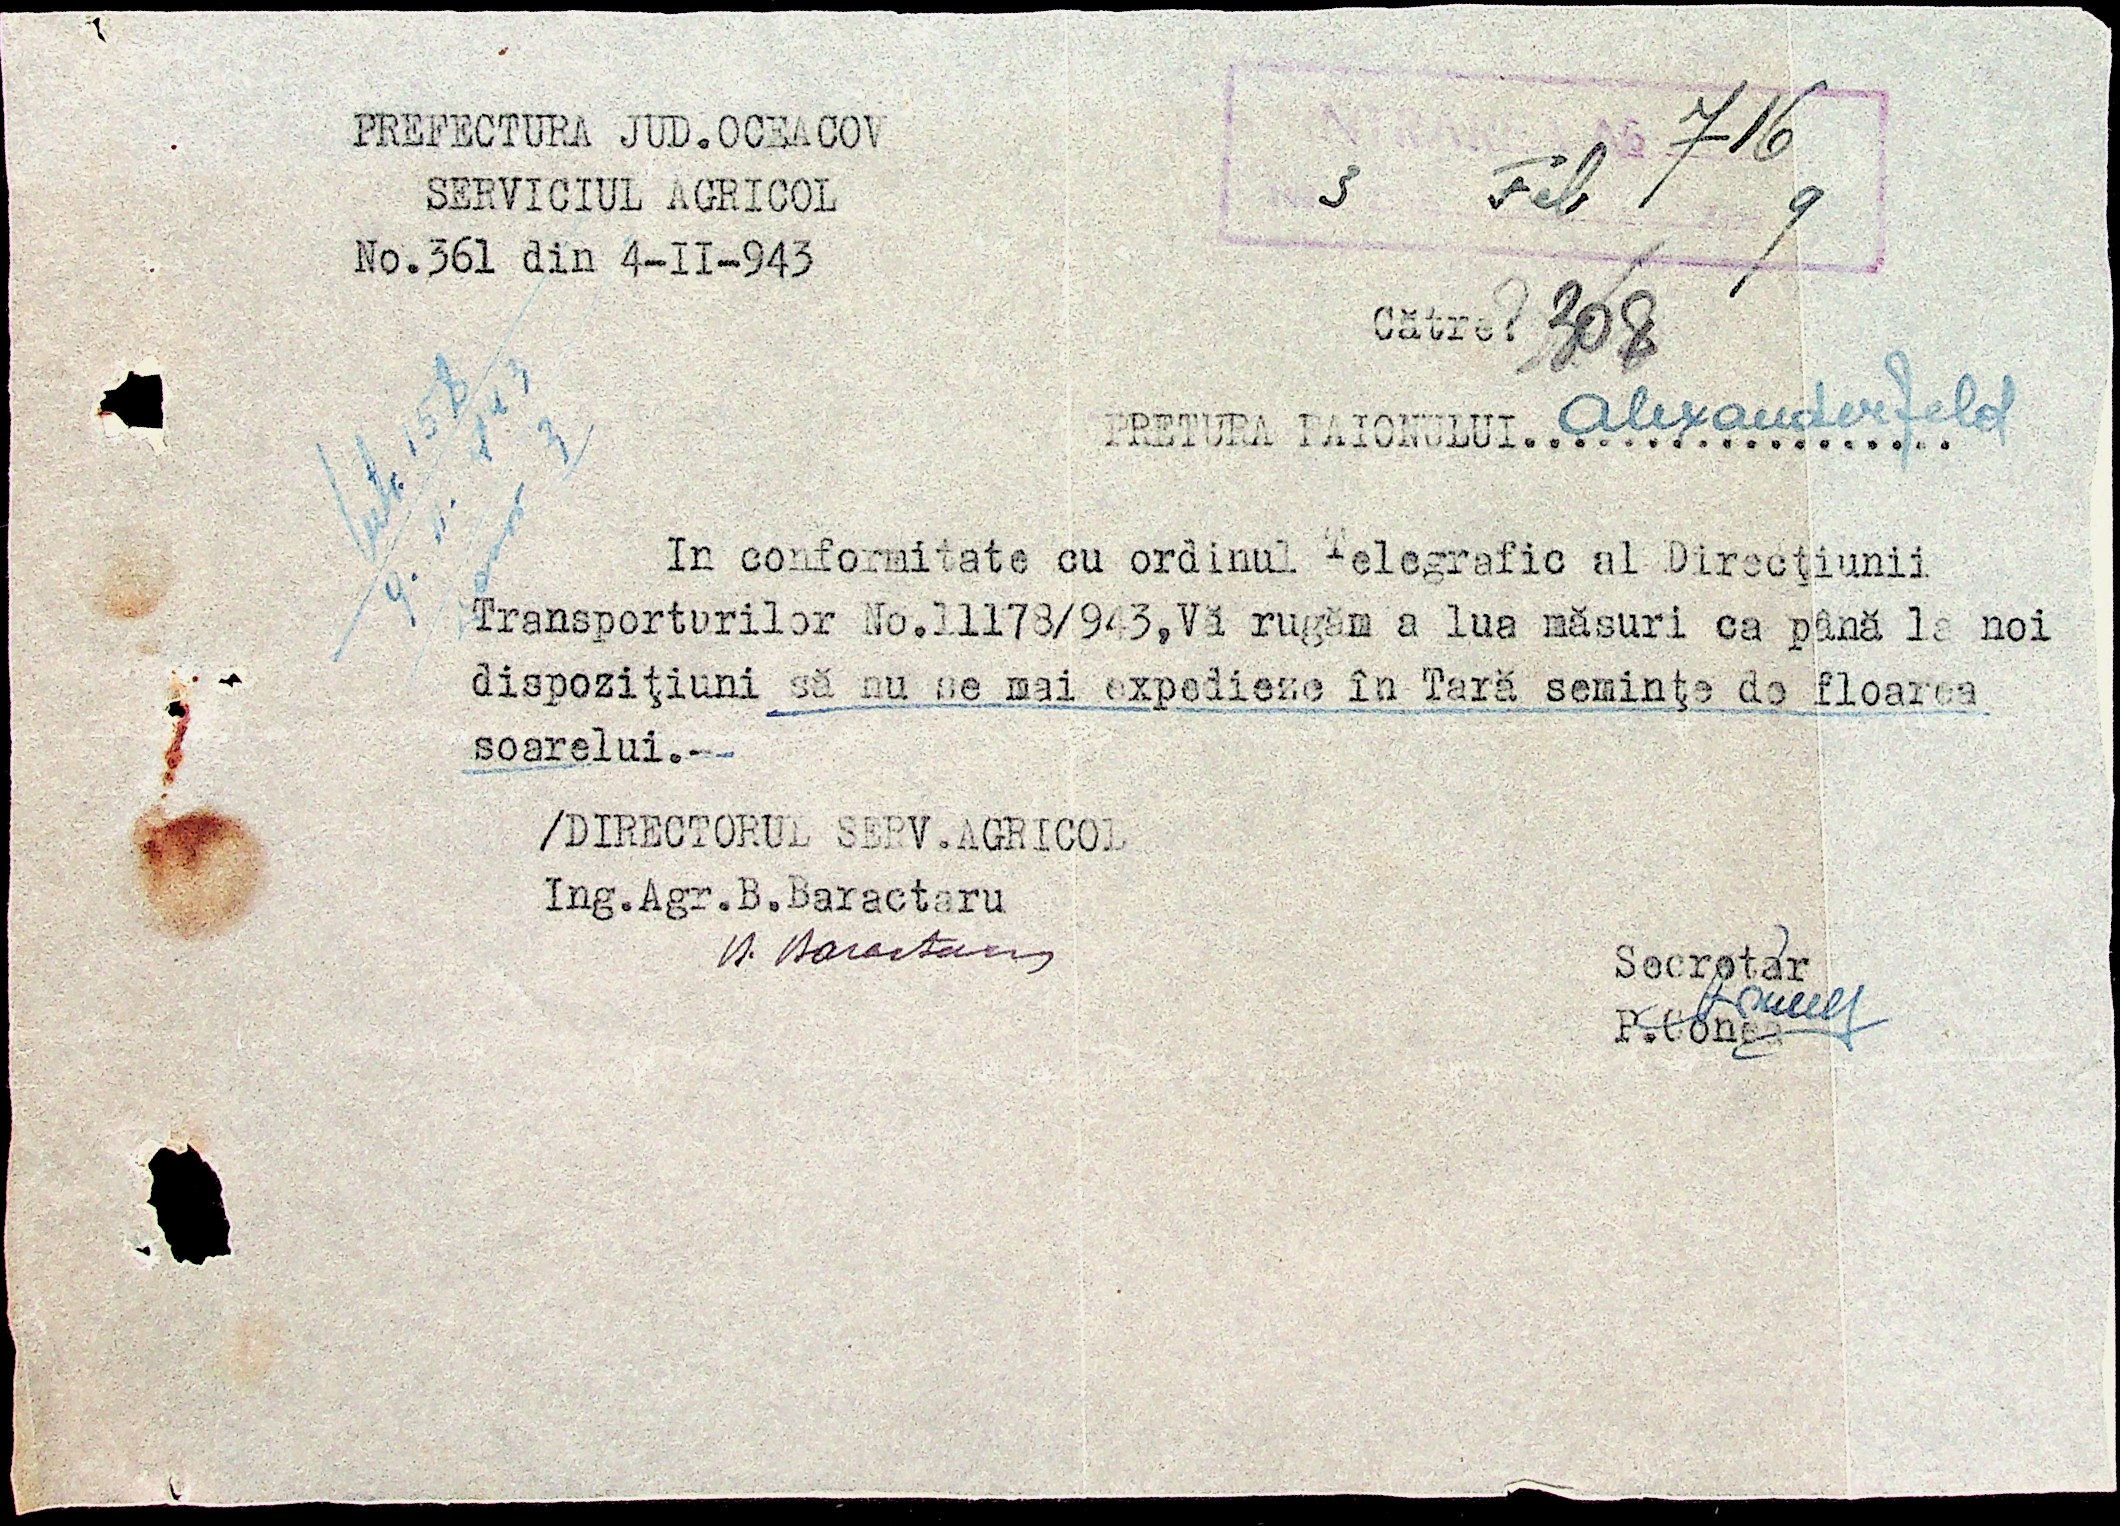 PREFECTURA JUD.OCEACOV
SERVICIUL AGRICOL
No.361 din 4-II-943
716
3 Feb 9
308
Către?
PRETURA RAIONULUI. Alexanderfeld
In conformitate cu ordinul Telegrafic al Direcţiunii
Transporturilor No.11178/943,Vă rugăm a lua măsuri ca până la noi
dispoziţiuni să nu se mai expedieze în Tară seminţe de floarea
soarelui.--
/DIRECTORUL SERV.AGRICOL
Ing.Agr.B.Baractaru
B. Baractaru
Secretar